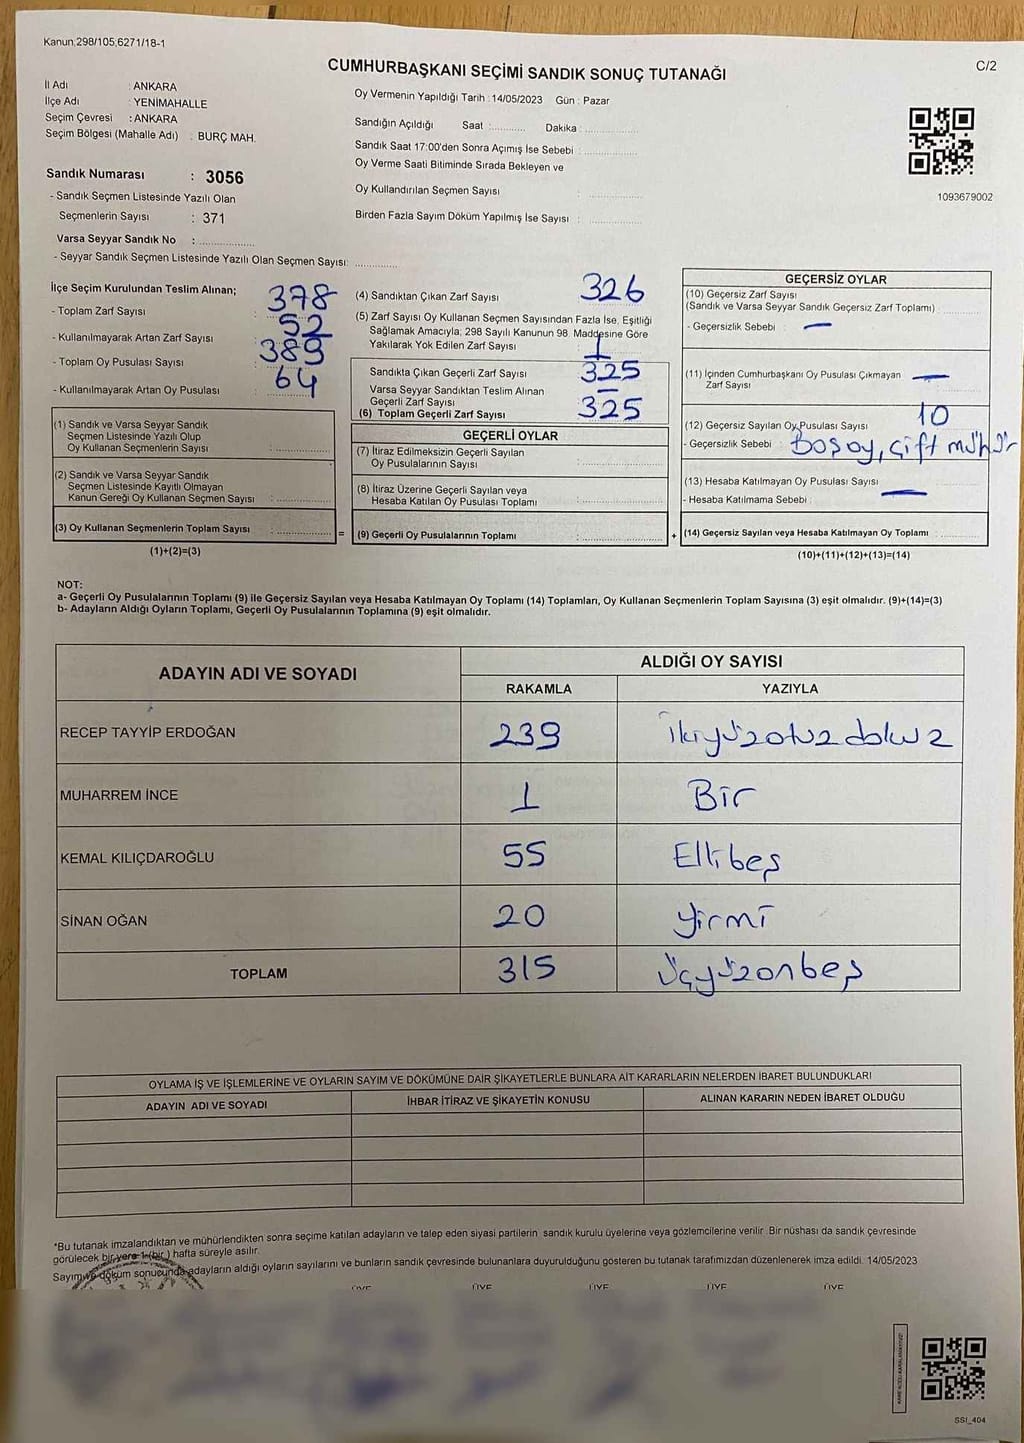 Kanun,298/105,6271/18-1
C/2
CUMHURBAŞKANI SEÇİMİ SANDIK SONUÇ TUTANAĞI
İl Adı : ANKARA
İlçe Adı : YENİMAHALLE
Seçim Çevresi : ANKARA
Seçim Bölgesi (Mahalle Adı) : BURÇ MAH.
Oy Vermenin Yapıldığı Tarih : 14/05/2023 Gün : Pazar
Sandığın Açıldığı Saat :............ Dakika :..................
Sandık Saat 17:00'den Sonra Açımış İse Sebebi :..................
Oy Verme Saati Bitiminde Sırada Bekleyen ve
Oy Kullandırılan Seçmen Sayısı :..................
Birden Fazla Sayım Döküm Yapılmış İse Sayısı :..................
1093679002
Sandık Numarası : 3056
- Sandık Seçmen Listesinde Yazılı Olan
Seçmenlerin Sayısı : 371
Varsa Seyyar Sandık No :..................
- Seyyar Sandık Seçmen Listesinde Yazılı Olan Seçmen Sayısı: ............
İlçe Seçim Kurulundan Teslim Alınan;
- Toplam Zarf Sayısı : 378
- Kullanılmayarak Artan Zarf Sayısı : 52
- Toplam Oy Pusulası Sayısı : 389
- Kullanılmayarak Artan Oy Pusulası : 64
(1) Sandık ve Varsa Seyyar Sandık
Seçmen Listesinde Yazılı Olup
Oy Kullanan Seçmenlerin Sayısı :..................
(2) Sandık ve Varsa Seyyar Sandık
Seçmen Listesinde Kayıtlı Olmayan
Kanun Gereği Oy Kullanan Seçmen Sayısı :..................
(3) Oy Kullanan Seçmenlerin Toplam Sayısı :.................. =
(1)+(2)=(3)
(4) Sandıktan Çıkan Zarf Sayısı : 326
(5) Zarf Sayısı Oy Kullanan Seçmen Sayısından Fazla İse, Eşitliği
Sağlamak Amacıyla; 298 Sayılı Kanunun 98. Maddesine Göre
Yakılarak Yok Edilen Zarf Sayısı : 1
Sandıkta Çıkan Geçerli Zarf Sayısı : 325
Varsa Seyyar Sandıktan Teslim Alınan
Geçerli Zarf Sayısı : —
(6) Toplam Geçerli Zarf Sayısı : 325
GEÇERLİ OYLAR
(7) İtiraz Edilmeksizin Geçerli Sayılan
Oy Pusulalarının Sayısı :..................
(8) İtiraz Üzerine Geçerli Sayılan veya
Hesaba Katılan Oy Pusulası Toplamı :..................
(9) Geçerli Oy Pusulalarının Toplamı :.................. +
GEÇERSİZ OYLAR
(10) Geçersiz Zarf Sayısı
(Sandık ve Varsa Seyyar Sandık Geçersiz Zarf Toplamı) :
- Geçersizlik Sebebi : —
(11) İçinden Cumhurbaşkanı Oy Pusulası Çıkmayan —
Zarf Sayısı
(12) Geçersiz Sayılan Oy Pusulası Sayısı : 10
- Geçersizlik Sebebi : Boşoy, çift mühür
(13) Hesaba Katılmayan Oy Pusulası Sayısı —
- Hesaba Katılmama Sebebi :
(14) Geçersiz Sayılan veya Hesaba Katılmayan Oy Toplamı :
(10)+(11)+(12)+(13)=(14)
NOT:
a- Geçerli Oy Pusulalarının Toplamı (9) ile Geçersiz Sayılan veya Hesaba Katılmayan Oy Toplamı (14) Toplamları, Oy Kullanan Seçmenlerin Toplam Sayısına (3) eşit olmalıdır. (9)+(14)=(3)
b- Adayların Aldığı Oyların Toplamı, Geçerli Oy Pusulalarının Toplamına (9) eşit olmalıdır.
ADAYIN ADI VE SOYADI
ALDIĞI OY SAYISI
RAKAMLA YAZIYLA
RECEP TAYYİP ERDOĞAN 239 ikiyüzotuzdokuz
MUHARREM İNCE 1 Bir
KEMAL KILIÇDAROĞLU 55 Ellibeş
SİNAN OĞAN 20 yirmi
TOPLAM 315 üçyüzonbeş
OYLAMA İŞ VE İŞLEMLERİNE VE OYLARIN SAYIM VE DÖKÜMÜNE DAİR ŞİKAYETLERLE BUNLARA AİT KARARLARIN NELERDEN İBARET BULUNDUKLARI
ADAYIN ADI VE SOYADI İHBAR İTİRAZ VE ŞİKAYETİN KONUSU ALINAN KARARIN NEDEN İBARET OLDUĞU
*Bu tutanak imzalandıktan ve mühürlendikten sonra seçime katılan adayların ve talep eden siyasi partilerin sandık kurulu üyelerine veya gözlemcilerine verilir. Bir nüshası da sandık çevresinde
görülecek bir yere 1 (bir ) hafta süreyle asılır.
Sayım ve döküm sonucunda adayların aldığı oyların sayılarını ve bunların sandık çevresinde bulunanlara duyurulduğunu gösteren bu tutanak tarafımızdan düzenlenerek imza edildi. 14/05/2023
ÜYE ÜYE ÜYE ÜYE ÜYE
SSI_404